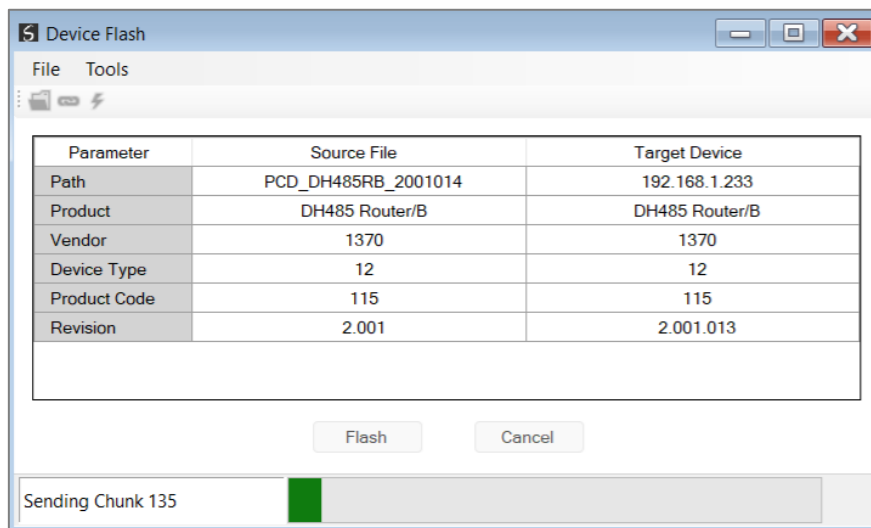 Device Flash
File Tools
Parameter Source File Target Device
Path PCD_DH485RB_2001014 192.168.1.233
Product DH485 Router/B DH485 Router/B
Vendor 1370 1370
Device Type 12 12
Product Code 115 115
Revision 2.001 2.001.013
Flash Cancel
Sending Chunk 135